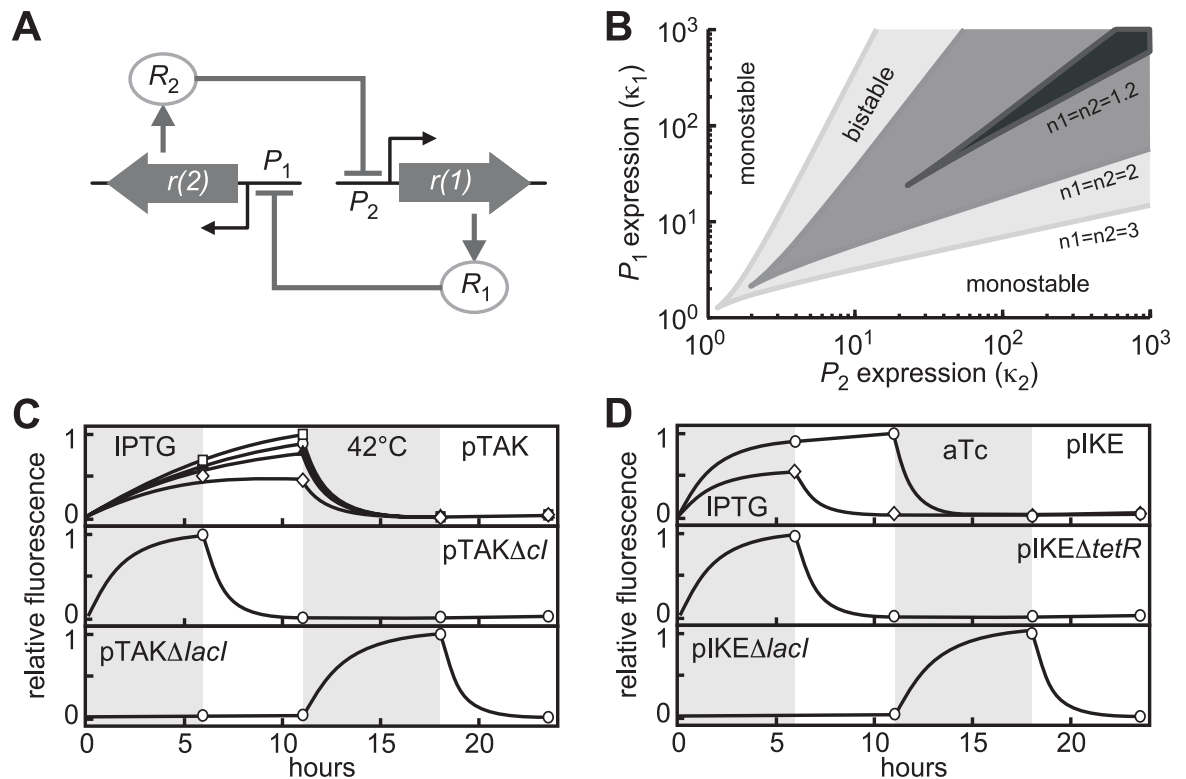 A
R2
r(2)
P1
P2
r(1)
R1
B
P1 expression (κ1)
10^3
10^2
10^1
10^0
monostable
bistable
n1=n2=1.2
n1=n2=2
n1=n2=3
monostable
10^0
10^1
10^2
10^3
P2 expression (κ2)
C
relative fluorescence
1
0
IPTG
42°C
pTAK
1
0
pTAKΔcI
1
0
pTAKΔlacI
0
5
10
15
20
hours
D
relative fluorescence
1
0
IPTG
aTc
pIKE
1
0
pIKEΔtetR
1
0
pIKEΔlacI
0
5
10
15
20
hours